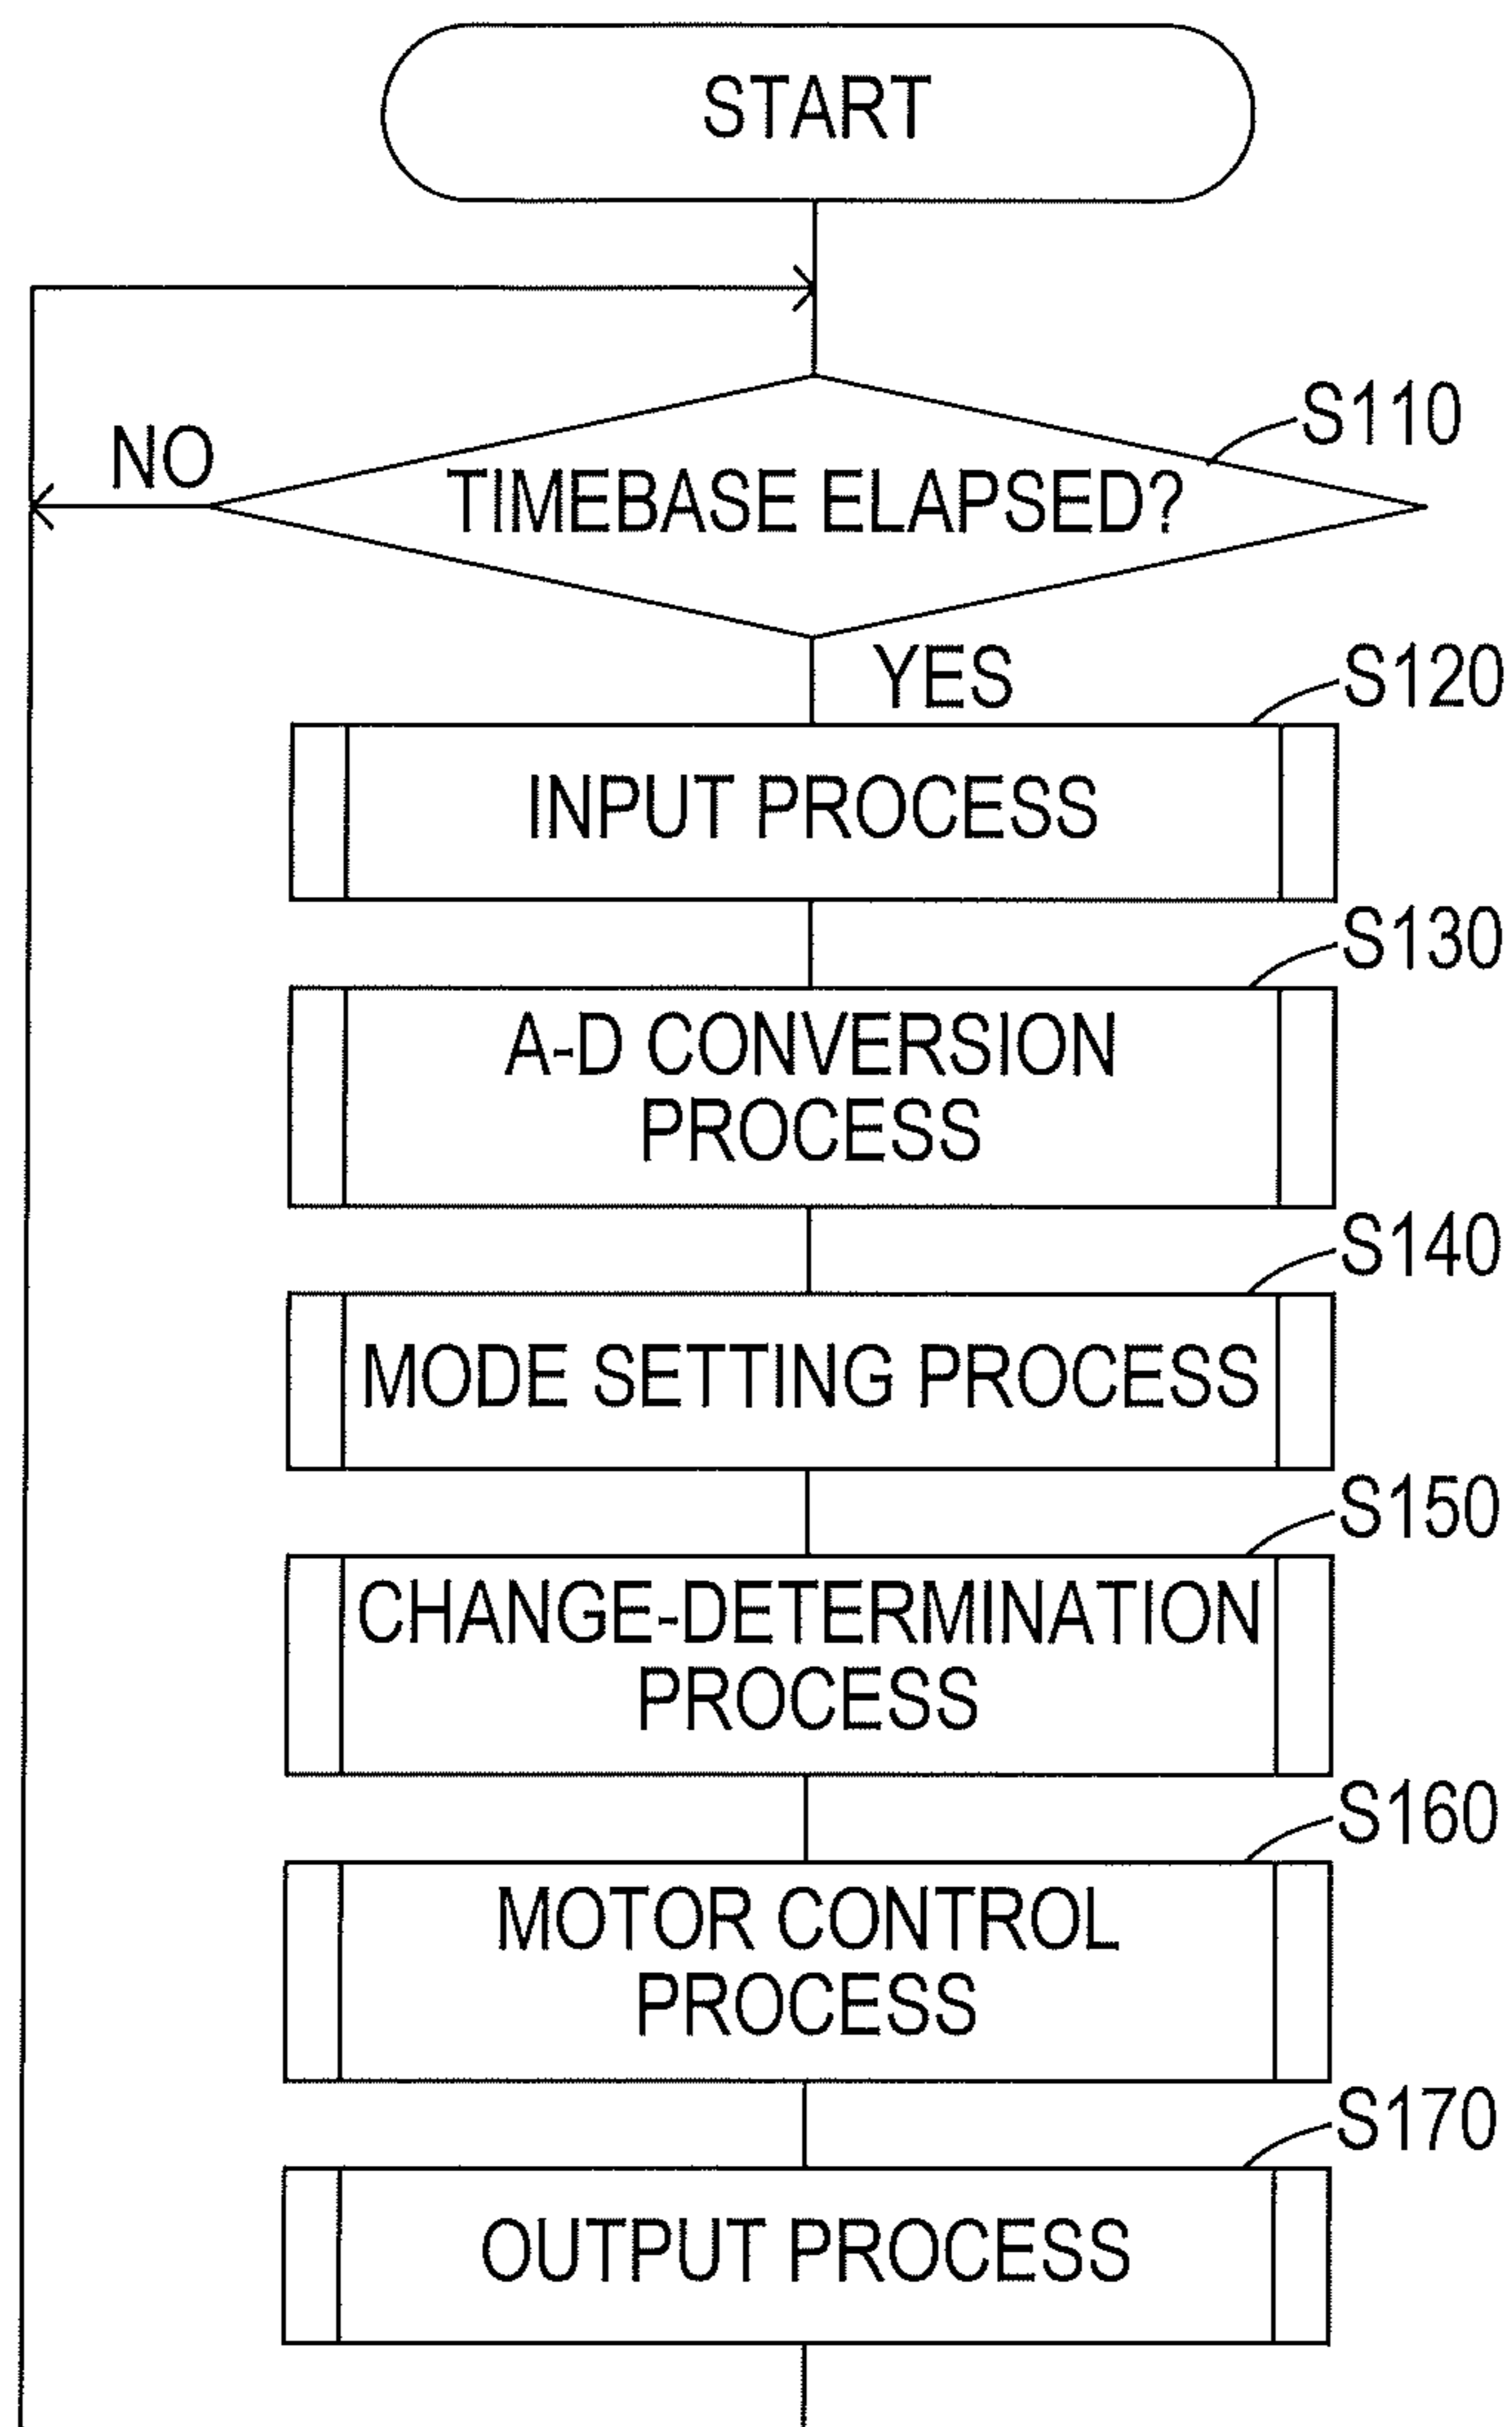 START
S110
NO
TIMEBASE ELAPSED?
YES
S120
INPUT PROCESS
S130
A-D CONVERSION
PROCESS
S140
MODE SETTING PROCESS
S150
CHANGE-DETERMINATION
PROCESS
S160
MOTOR CONTROL
PROCESS
S170
OUTPUT PROCESS